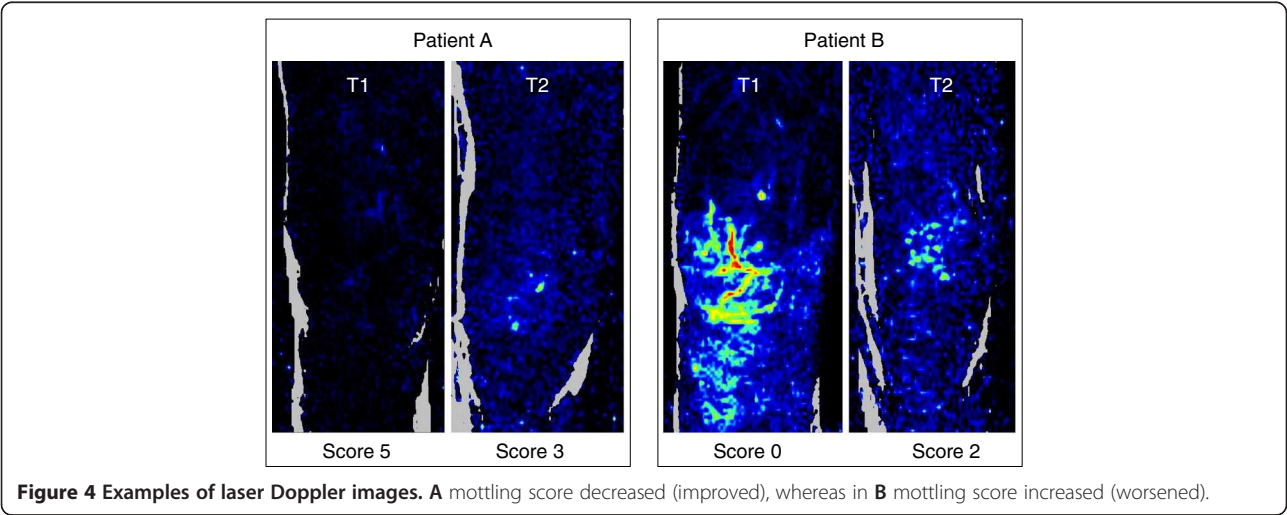 Patient A
T1
T2
Score 5
Score 3
Patient B
T1
T2
Score 0
Score 2
Figure 4 Examples of laser Doppler images. A mottling score decreased (improved), whereas in B mottling score increased (worsened).